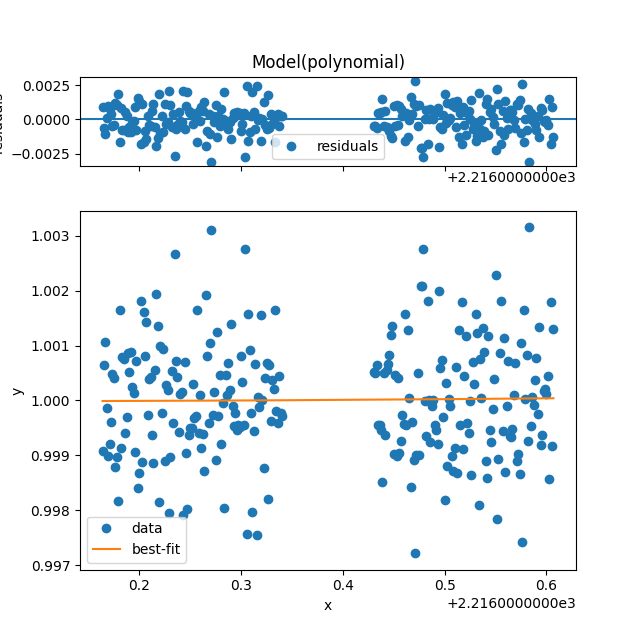 Model(polynomial)
0.0025
0.0000
−0.0025
residuals
+2.2160000000e3
1.003
1.002
1.001
1.000
0.999
0.998
0.997
y
data
best-fit
0.2 0.3 0.4 0.5 0.6
x
+2.2160000000e3